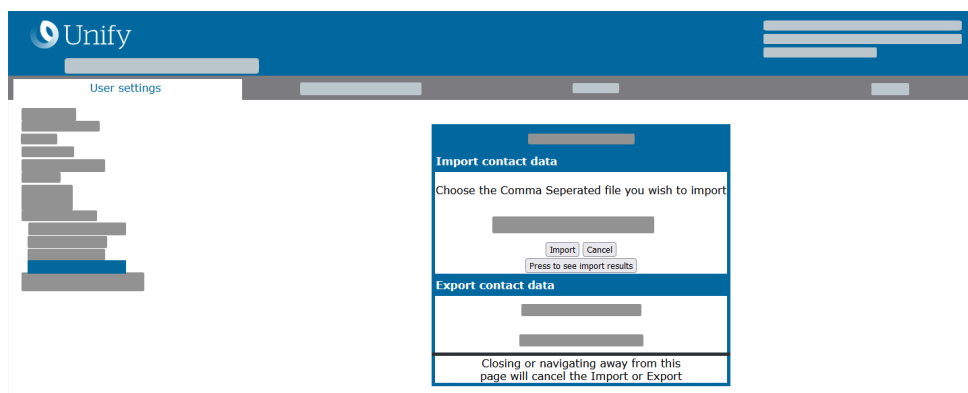 Unify
User settings
Import contact data
Choose the Comma Seperated file you wish to import
Import Cancel
Press to see import results
Export contact data
Closing or navigating away from this
page will cancel the Import or Export